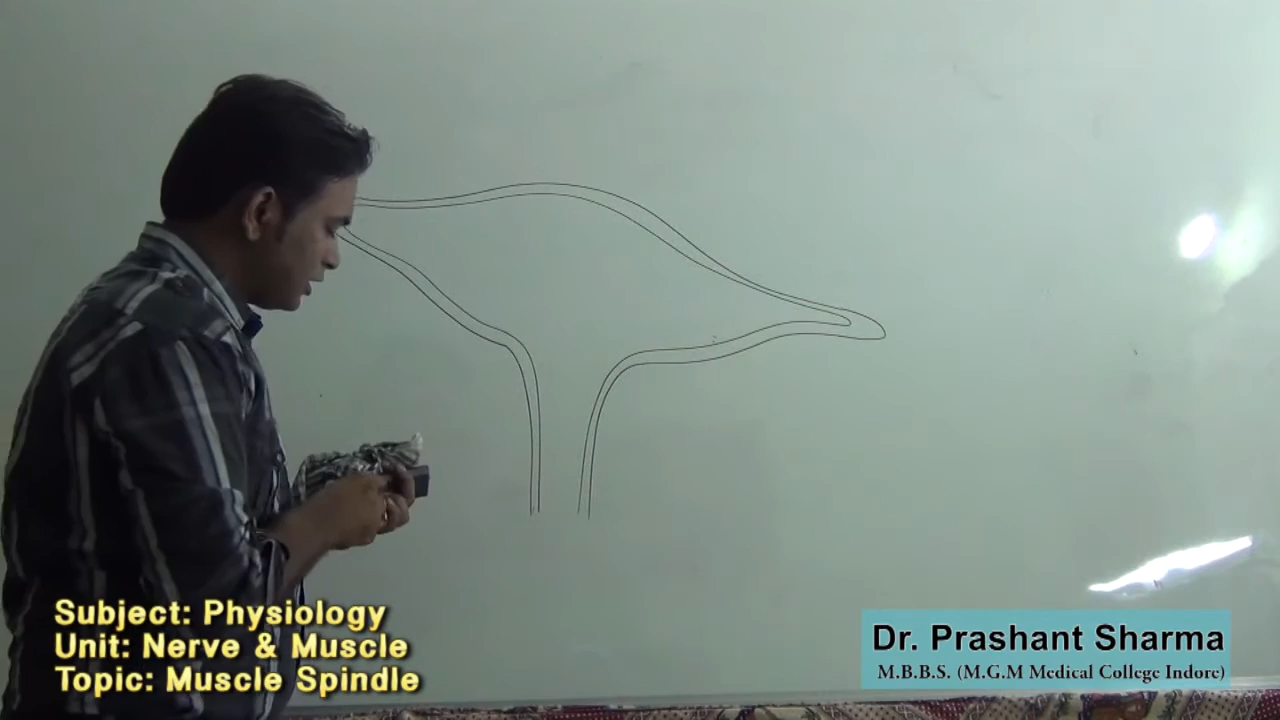 Subject: Physiology
Unit: Nerve & Muscle
Topic: Muscle Spindle
Dr. Prashant Sharma
M.B.B.S. (M.G.M Medical College Indore)